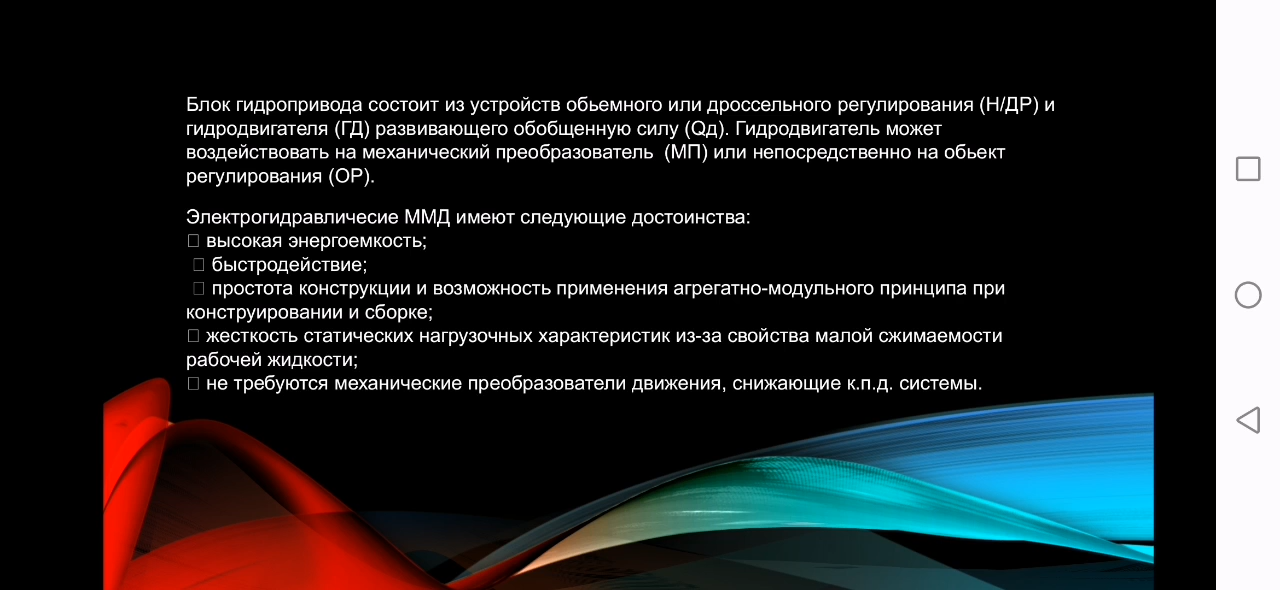 Блок гидропривода состоит из устройств обьемного или дроссельного регулирования (Н/ДР) и
гидродвигателя (ГД) развивающего обобщенную силу (Qд). Гидродвигатель может
воздействовать на механический преобразователь  (МП) или непосредственно на обьект
регулирования (ОР).
Электрогидравличесие ММД имеют следующие достоинства:
 высокая энергоемкость;
 быстродействие;
 простота конструкции и возможность применения агрегатно-модульного принципа при
конструировании и сборке;
 жесткость статических нагрузочных характеристик из-за свойства малой сжимаемости
рабочей жидкости;
 не требуются механические преобразователи движения, снижающие к.п.д. системы.